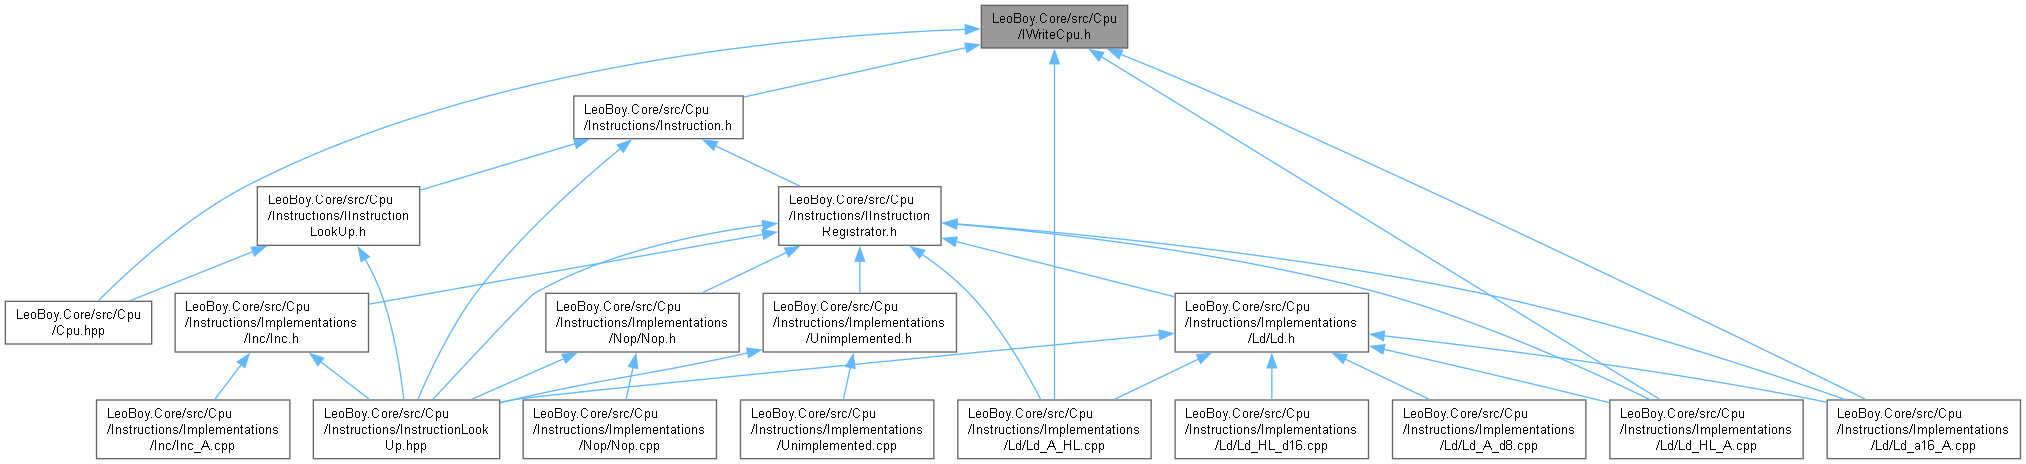 LeoBoy.Core/src/Cpu
/IWriteCpu.h
LeoBoy.Core/src/Cpu
/Instructions/Instruction.h
LeoBoy.Core/src/Cpu
/Instructions/IInstruction
LookUp.h
LeoBoy.Core/src/Cpu
/Instructions/IInstruction
Registrator.h
LeoBoy.Core/src/Cpu
/Cpu.hpp
LeoBoy.Core/src/Cpu
/Instructions/Implementations
/Inc/Inc.h
LeoBoy.Core/src/Cpu
/Instructions/Implementations
/Nop/Nop.h
LeoBoy.Core/src/Cpu
/Instructions/Implementations
/Unimplemented.h
LeoBoy.Core/src/Cpu
/Instructions/Implementations
/Ld/Ld.h
LeoBoy.Core/src/Cpu
/Instructions/Implementations
/Inc/Inc_A.cpp
LeoBoy.Core/src/Cpu
/Instructions/InstructionLook
Up.hpp
LeoBoy.Core/src/Cpu
/Instructions/Implementations
/Nop/Nop.cpp
LeoBoy.Core/src/Cpu
/Instructions/Implementations
/Unimplemented.cpp
LeoBoy.Core/src/Cpu
/Instructions/Implementations
/Ld/Ld_A_HL.cpp
LeoBoy.Core/src/Cpu
/Instructions/Implementations
/Ld/Ld_HL_d16.cpp
LeoBoy.Core/src/Cpu
/Instructions/Implementations
/Ld/Ld_A_d8.cpp
LeoBoy.Core/src/Cpu
/Instructions/Implementations
/Ld/Ld_HL_A.cpp
LeoBoy.Core/src/Cpu
/Instructions/Implementations
/Ld/Ld_a16_A.cpp